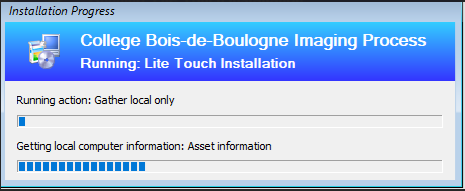 Installation Progress
College Bois-de-Boulogne Imaging Process
Running: Lite Touch Installation
Running action: Gather local only
Getting local computer information: Asset information